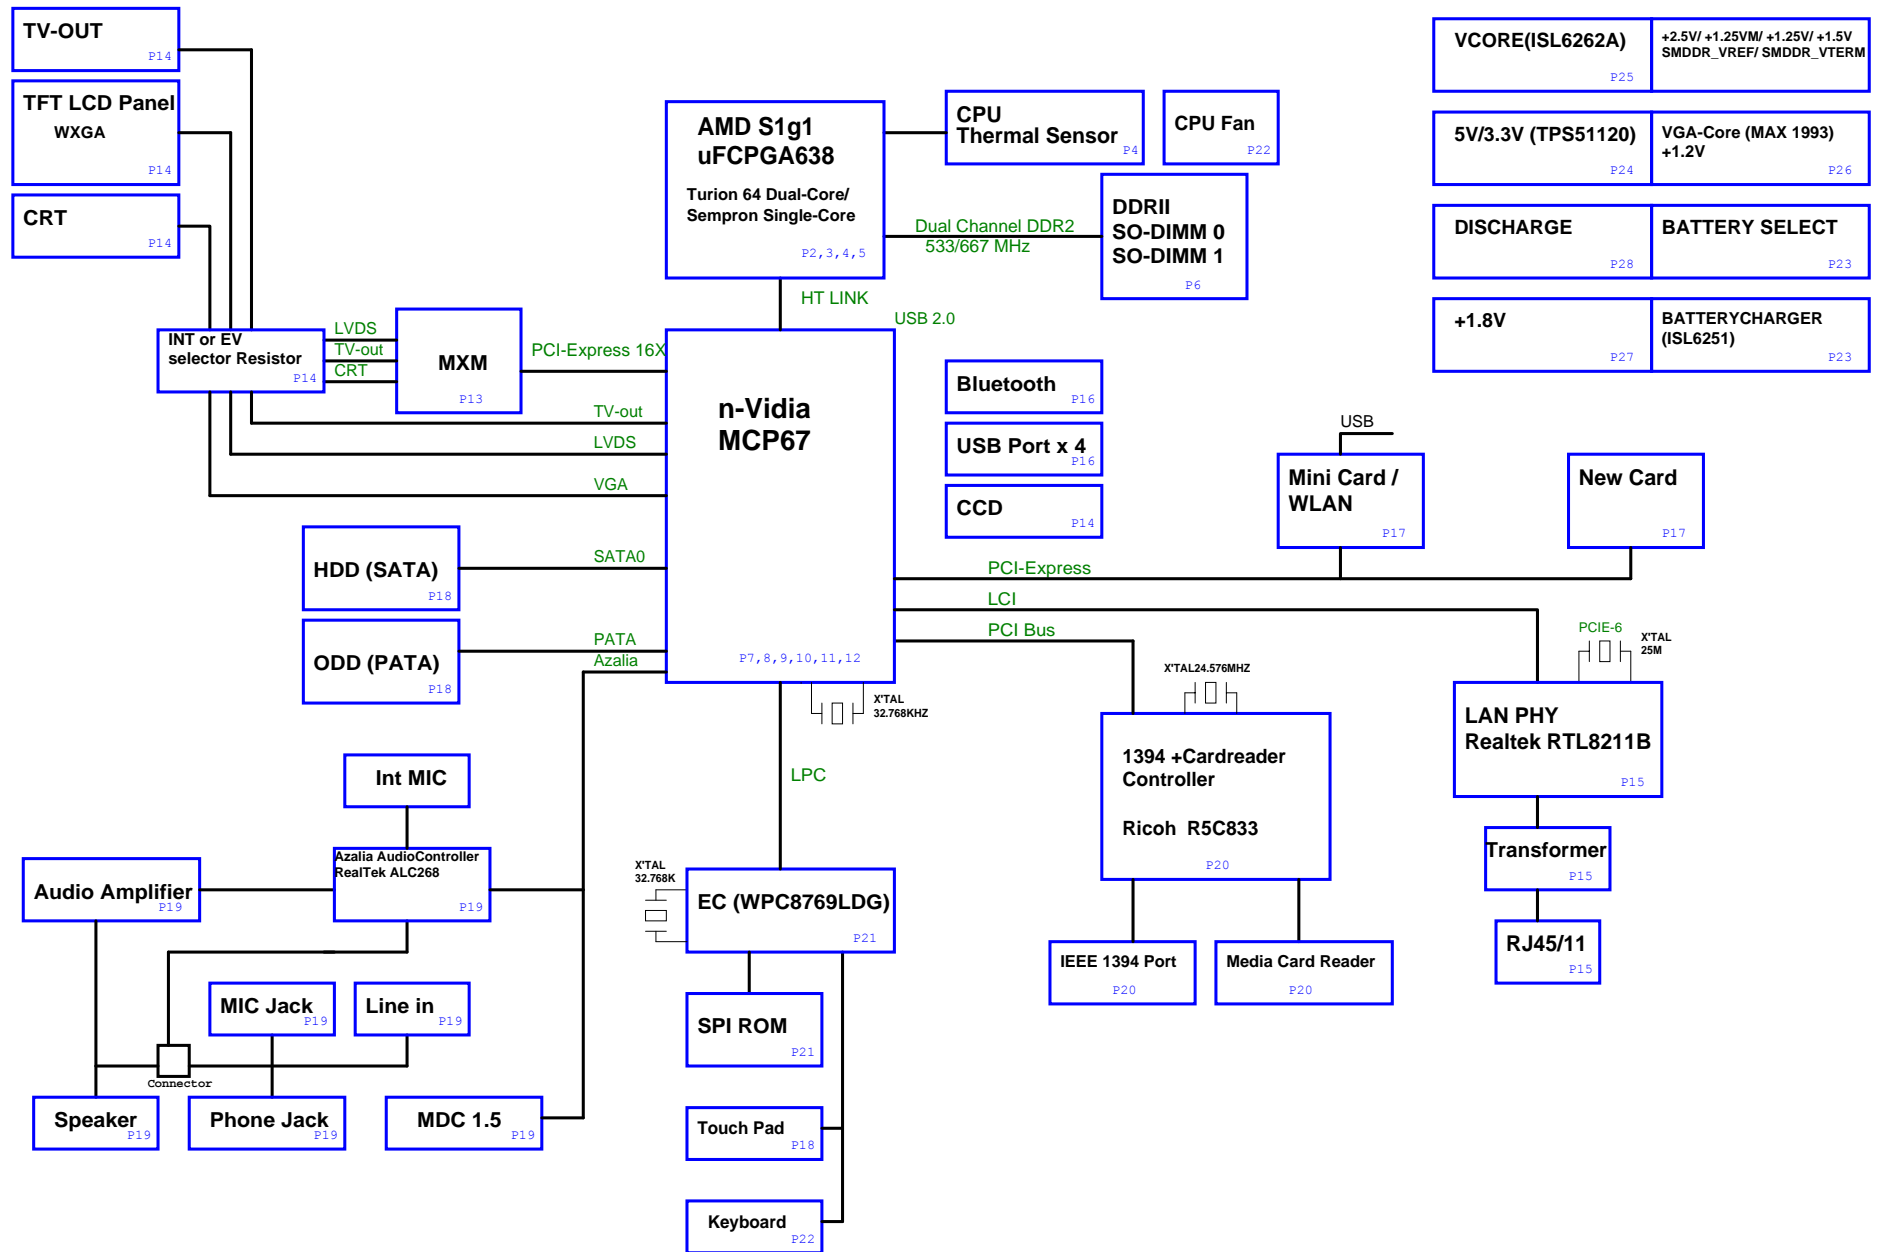 TV-OUT
P14
TFT LCD Panel
WXGA
P14
CRT
P14
INT or EV
selector Resistor
P14
LVDS
TV-out
CRT
MXM
P13
PCI-Express 16X
TV-out
LVDS
VGA
AMD S1g1
uFCPGA638
Turion 64 Dual-Core/
Sempron Single-Core
P2,3,4,5
CPU
Thermal Sensor
P4
CPU Fan
P22
Dual Channel DDR2
533/667 MHz
DDRII
SO-DIMM 0
SO-DIMM 1
P6
HT LINK
USB 2.0
n-Vidia
MCP67
P7,8,9,10,11,12
Bluetooth
P16
USB Port x 4
P16
CCD
P14
VCORE(ISL6262A)
P25
+2.5V/ +1.25VM/ +1.25V/ +1.5V
SMDDR_VREF/ SMDDR_VTERM
5V/3.3V (TPS51120)
P24
VGA-Core (MAX 1993)
+1.2V
P26
DISCHARGE
P28
BATTERY SELECT
P23
+1.8V
P27
BATTERYCHARGER
(ISL6251)
P23
USB
Mini Card /
WLAN
P17
New Card
P17
HDD (SATA)
P18
SATA0
ODD (PATA)
P18
PATA
Azalia
PCI-Express
LCI
PCI Bus
X'TAL
32.768KHZ
X'TAL24.576MHZ
PCIE-6
X'TAL
25M
LAN PHY
Realtek RTL8211B
P15
Transformer
P15
RJ45/11
P15
1394 +Cardreader
Controller
Ricoh R5C833
P20
IEEE 1394 Port
P20
Media Card Reader
P20
LPC
Int MIC
Azalia AudioController
RealTek ALC268
P19
Audio Amplifier
P19
MIC Jack
P19
Line in
P19
Connector
Speaker
P19
Phone Jack
P19
MDC 1.5
P19
X'TAL
32.768K
EC (WPC8769LDG)
P21
SPI ROM
P21
Touch Pad
P18
Keyboard
P22